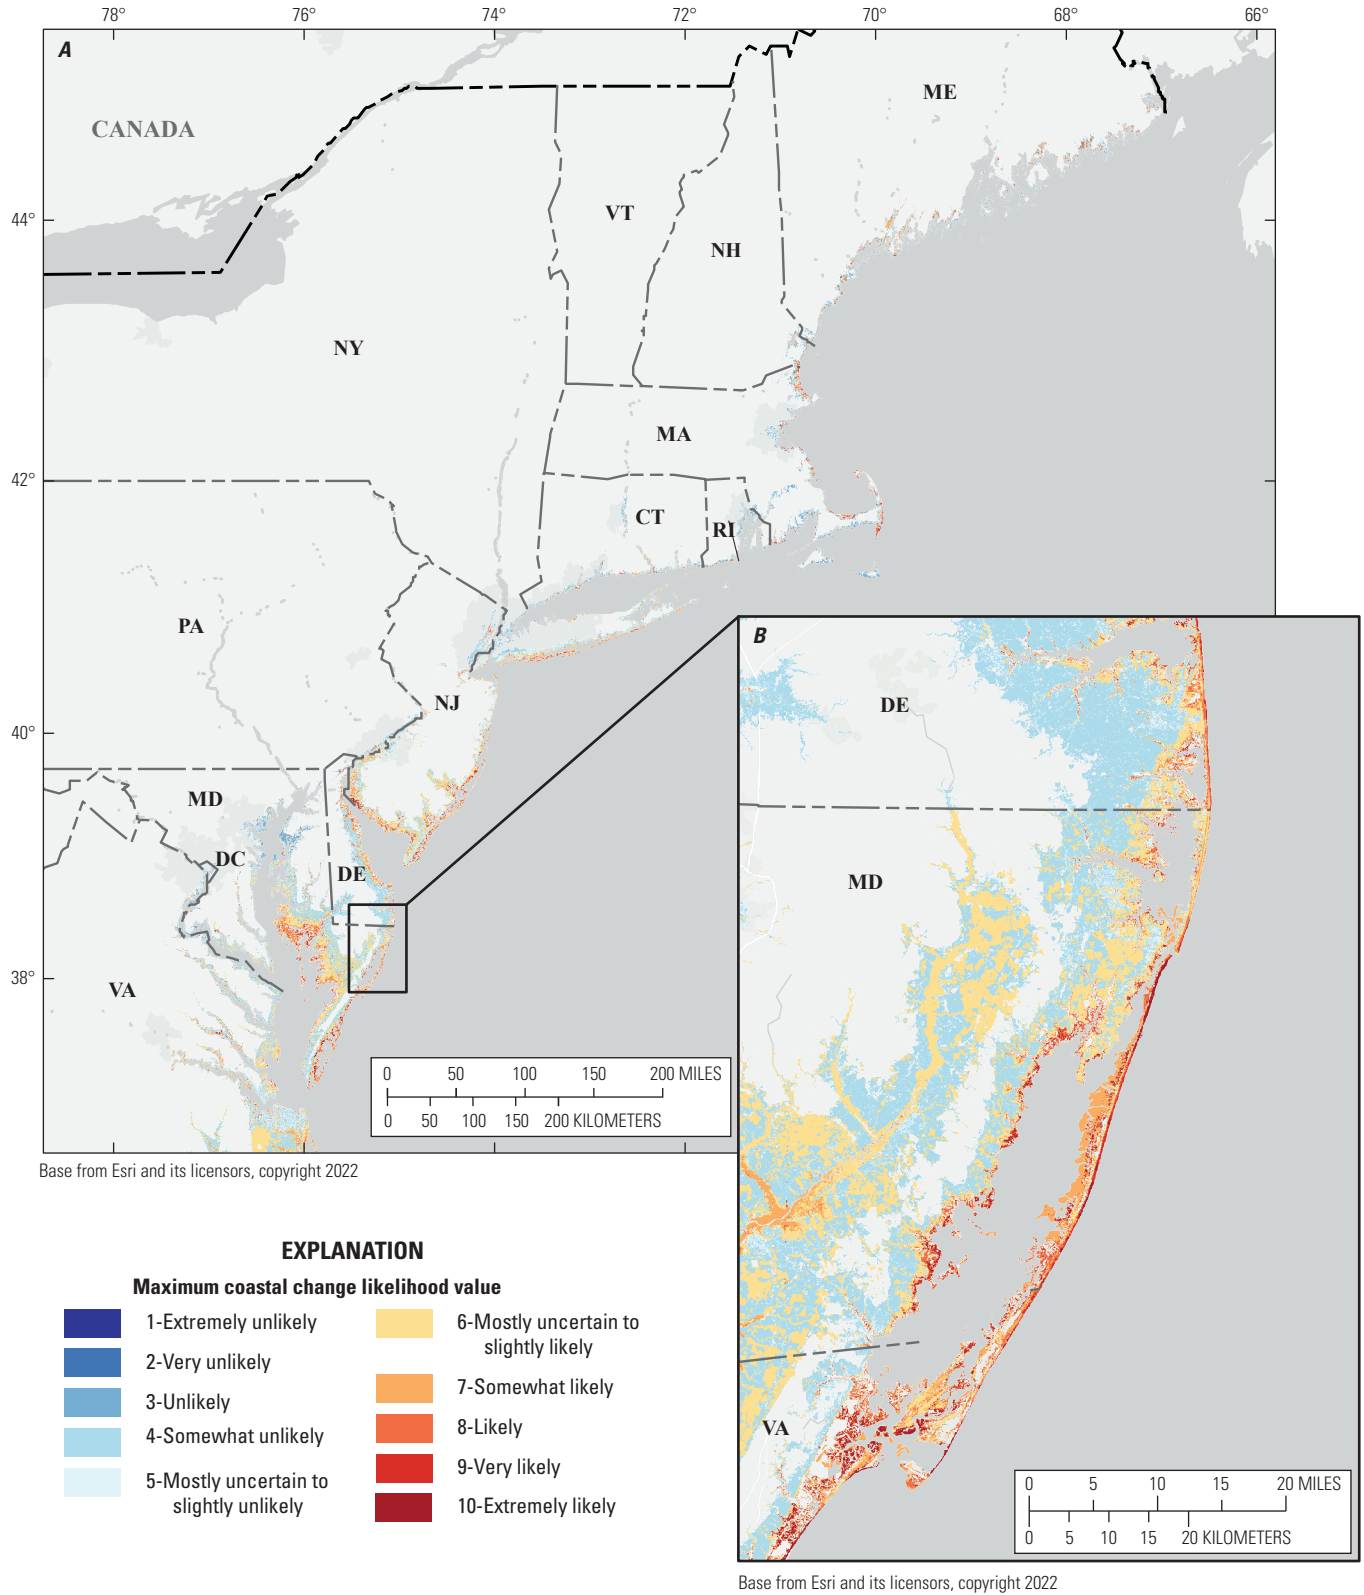 78°
76°
74°
72°
70°
68°
66°
A
CANADA
ME
44°
VT
NH
NY
MA
42°
CT
RI
PA
B
NJ
DE
40°
MD
DC
DE
MD
38°
VA
0 50 100 150 200 MILES
0 50 100 150 200 KILOMETERS
Base from Esri and its licensors, copyright 2022
VA
0 5 10 15 20 MILES
0 5 10 15 20 KILOMETERS
Base from Esri and its licensors, copyright 2022
EXPLANATION
Maximum coastal change likelihood value
1-Extremely unlikely
2-Very unlikely
3-Unlikely
4-Somewhat unlikely
5-Mostly uncertain to
slightly unlikely
6-Mostly uncertain to
slightly likely
7-Somewhat likely
8-Likely
9-Very likely
10-Extremely likely